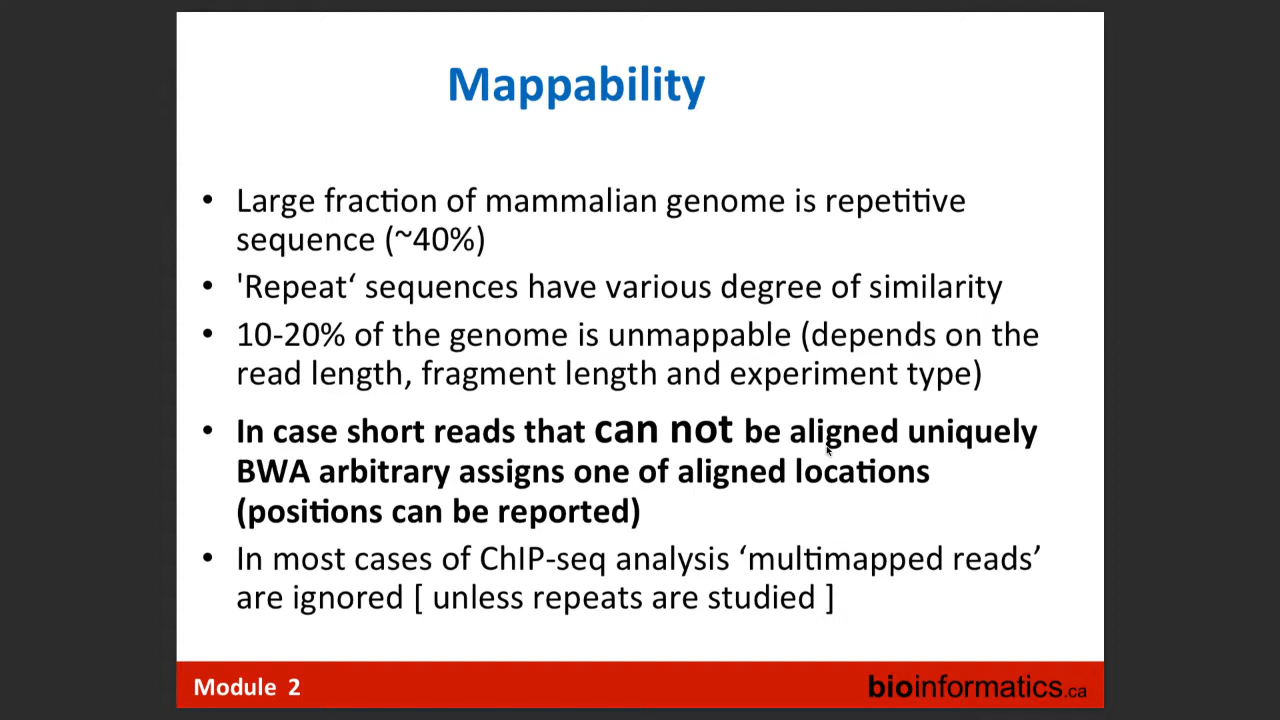 Mappability
• Large fraction of mammalian genome is repetitive
sequence (~40%)
• 'Repeat‘ sequences have various degree of similarity
• 10-20% of the genome is unmappable (depends on the
read length, fragment length and experiment type)
• In case short reads that can not be aligned uniquely
BWA arbitrary assigns one of aligned locations
(positions can be reported)
• In most cases of ChIP-seq analysis ‘multimapped reads’
are ignored [ unless repeats are studied ]
Module 2
bioinformatics.ca